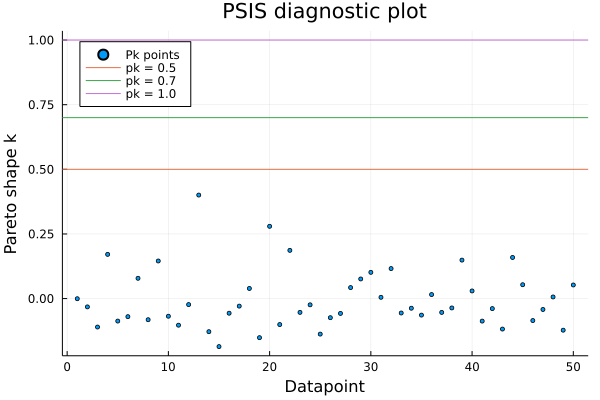 PSIS diagnostic plot
Pareto shape k
1.00
0.75
0.50
0.25
0.00
Pk points
pk = 0.5
pk = 0.7
pk = 1.0
0 10 20 30 40 50
Datapoint